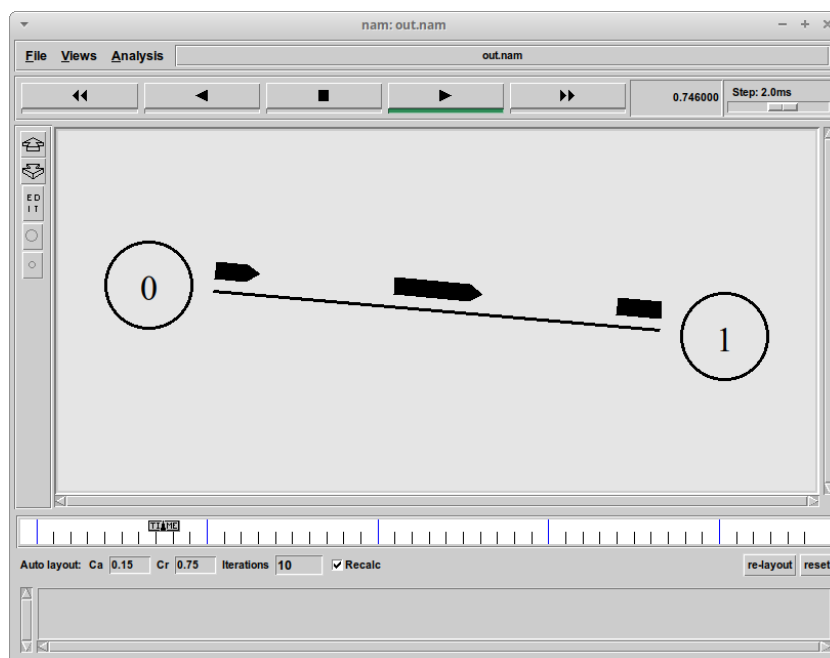 nam: out.nam
File Views Analysis out.nam
0.746000 Step: 2.0ms
ED
IT
0
1
TIME
Auto layout: Ca 0.15 Cr 0.75 Iterations 10 Recalc re-layout reset